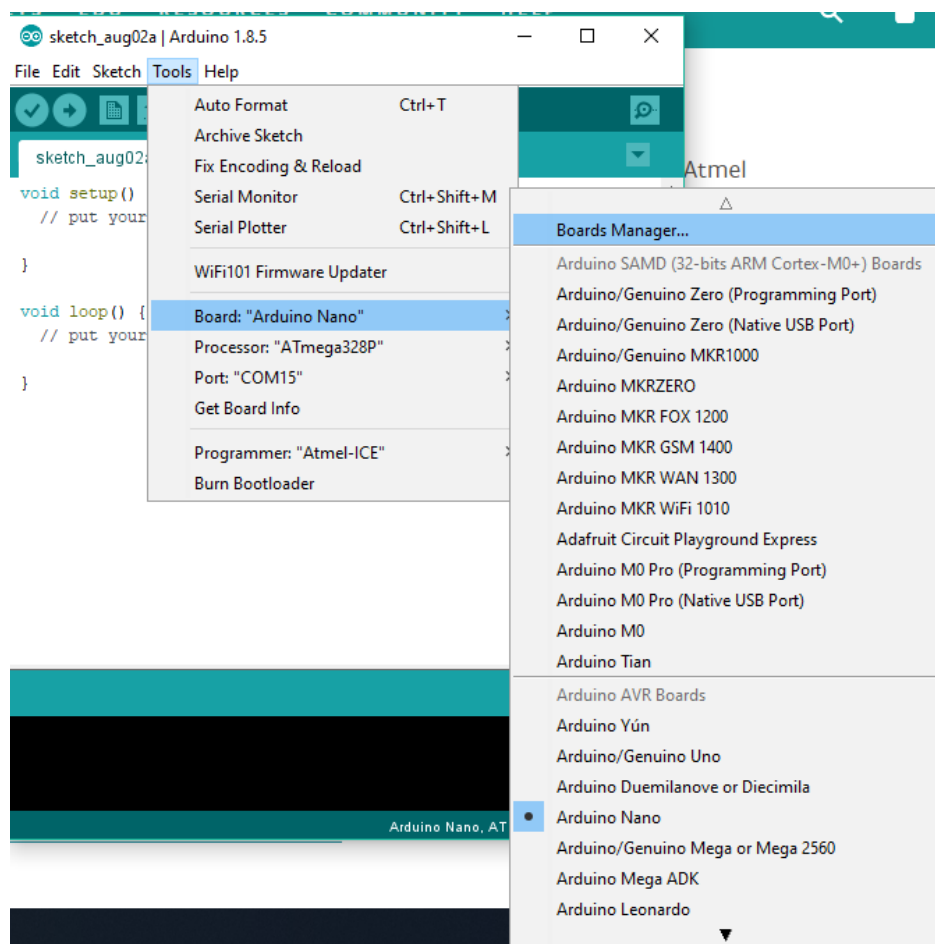 sketch_aug02a | Arduino 1.8.5
File Edit Sketch Tools Help
Auto Format Ctrl+T
Archive Sketch
sketch_aug02
Fix Encoding & Reload
Serial Monitor Ctrl+Shift+M
Serial Plotter Ctrl+Shift+L
WiFi101 Firmware Updater
Board: "Arduino Nano"
Processor: "ATmega328P"
Port: "COM15"
Get Board Info
Programmer: "Atmel-ICE"
Burn Bootloader
void setup()
// put your
}
void loop() {
// put your
}
Atmel
Boards Manager...
Arduino SAMD (32-bits ARM Cortex-M0+) Boards
Arduino/Genuino Zero (Programming Port)
Arduino/Genuino Zero (Native USB Port)
Arduino/Genuino MKR1000
Arduino MKRZERO
Arduino MKR FOX 1200
Arduino MKR GSM 1400
Arduino MKR WAN 1300
Arduino MKR WiFi 1010
Adafruit Circuit Playground Express
Arduino M0 Pro (Programming Port)
Arduino M0 Pro (Native USB Port)
Arduino M0
Arduino Tian
Arduino AVR Boards
Arduino Yún
Arduino/Genuino Uno
Arduino Duemilanove or Diecimila
Arduino Nano
Arduino/Genuino Mega or Mega 2560
Arduino Mega ADK
Arduino Leonardo
Arduino Nano, AT